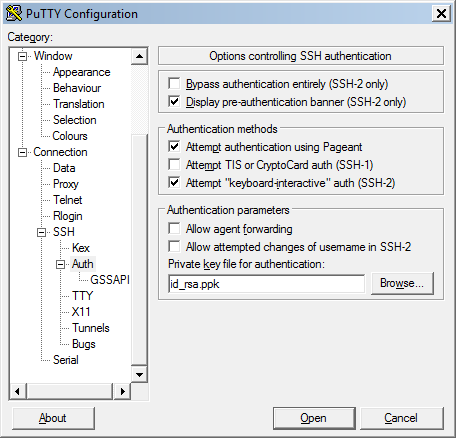 PuTTY Configuration
Category:
Window
Appearance
Behaviour
Translation
Selection
Colours
Connection
Data
Proxy
Telnet
Rlogin
SSH
Kex
Auth
GSSAPI
TTY
X11
Tunnels
Bugs
Serial
Options controlling SSH authentication
Bypass authentication entirely (SSH-2 only)
Display pre-authentication banner (SSH-2 only)
Authentication methods
Attempt authentication using Pageant
Attempt TIS or CryptoCard auth (SSH-1)
Attempt "keyboard-interactive" auth (SSH-2)
Authentication parameters
Allow agent forwarding
Allow attempted changes of username in SSH-2
Private key file for authentication:
id_rsa.ppk
Browse...
About
Open
Cancel